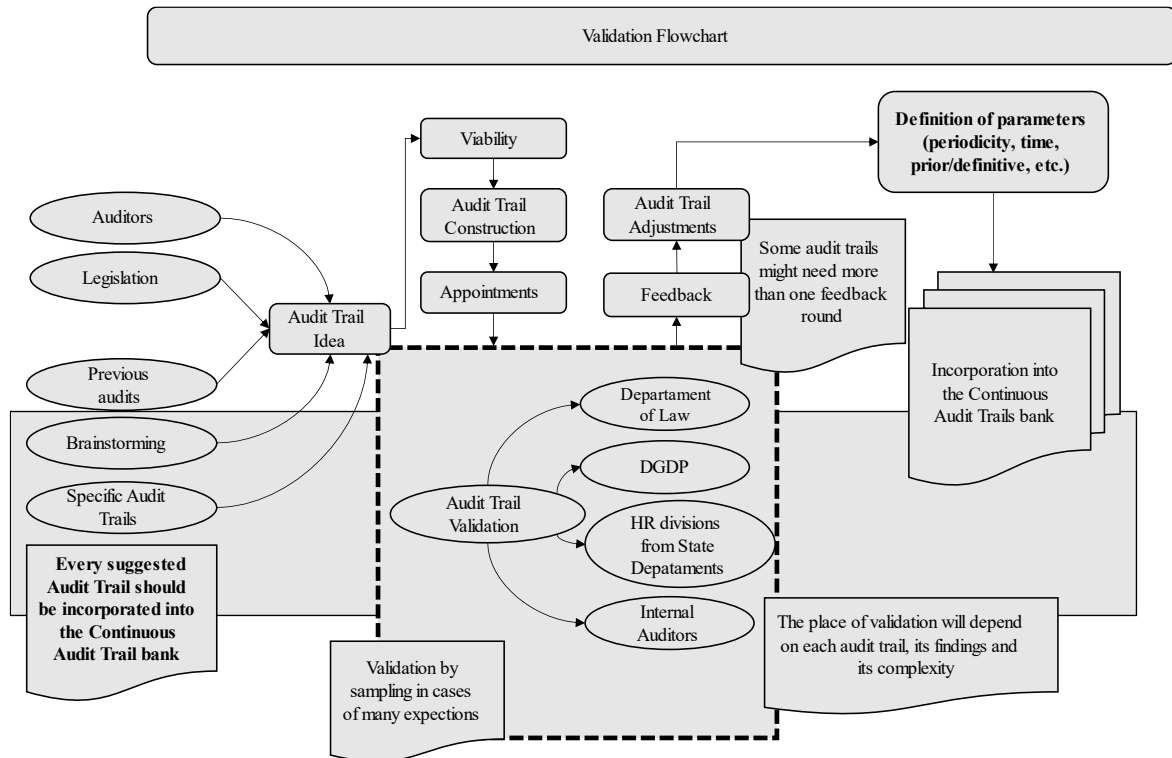 Validation Flowchart
Auditors
Legislation
Previous
audits
Brainstorming
Specific Audit
Trails
Every suggested
Audit Trail should
be incorporated into
the Continuous
Audit Trail bank
Audit Trail
Idea
Viability
Audit Trail
Construction
Appointments
Audit Trail
Validation
Departament
of Law
DGDP
HR divisions
from State
Depataments
Internal
Auditors
Validation by
sampling in cases
of many expections
Feedback
Audit Trail
Adjustments
Some audit trails
might need more
than one feedback
round
Definition of parameters
(periodicity, time,
prior/definitive, etc.)
Incorporation into
the Continuous
Audit Trails bank
The place of validation will depend
on each audit trail, its findings and
its complexity